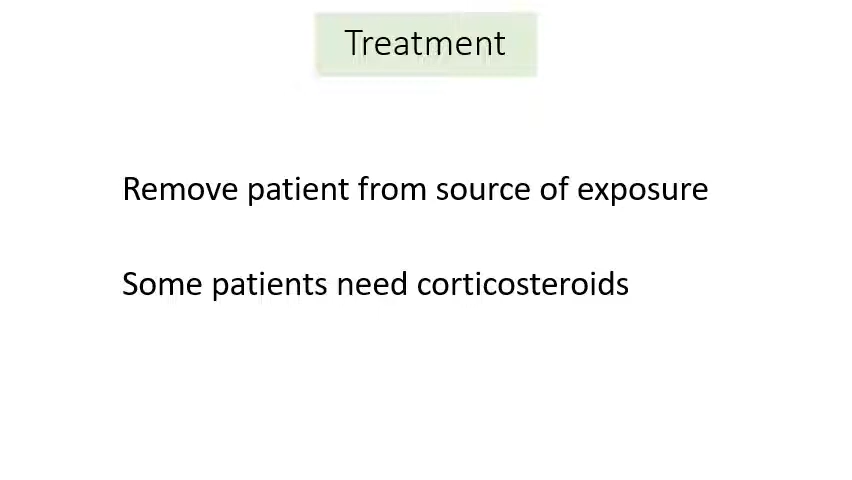 Treatment
Remove patient from source of exposure
Some patients need corticosteroids